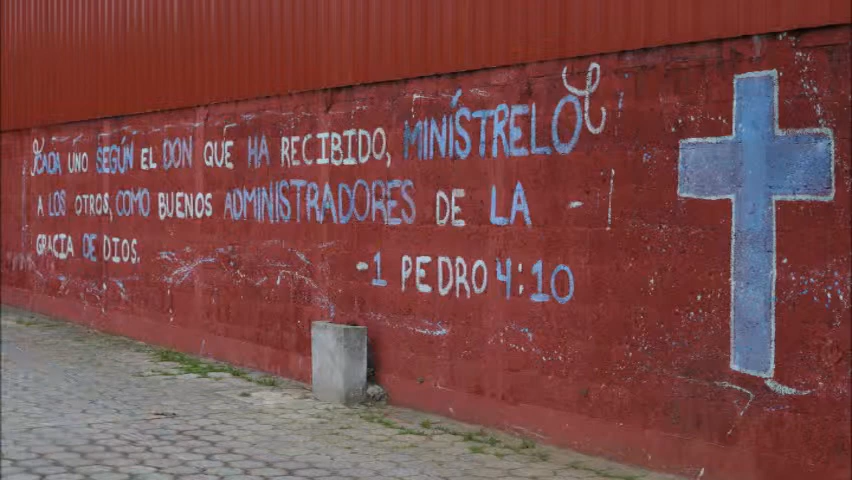 CADA UNO SEGÚN EL DON QUE HA RECIBIDO, MINÍSTRELO
A LOS OTROS, COMO BUENOS ADMINISTRADORES DE LA
GRACIA DE DIOS.
-1 PEDRO 4:10